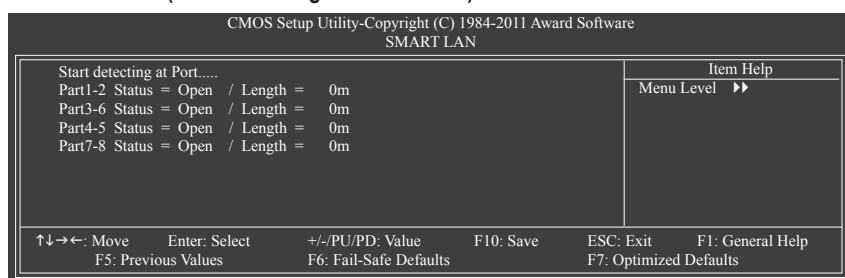 CMOS Setup Utility-Copyright (C) 1984-2011 Award Software
SMART LAN
Start detecting at Port.....
Part1-2 Status = Open / Length = 0m
Part3-6 Status = Open / Length = 0m
Part4-5 Status = Open / Length = 0m
Part7-8 Status = Open / Length = 0m
Item Help
Menu Level ▶▶
↑↓→←: Move Enter: Select +/-/PU/PD: Value F10: Save ESC: Exit F1: General Help
F5: Previous Values F6: Fail-Safe Defaults F7: Optimized Defaults